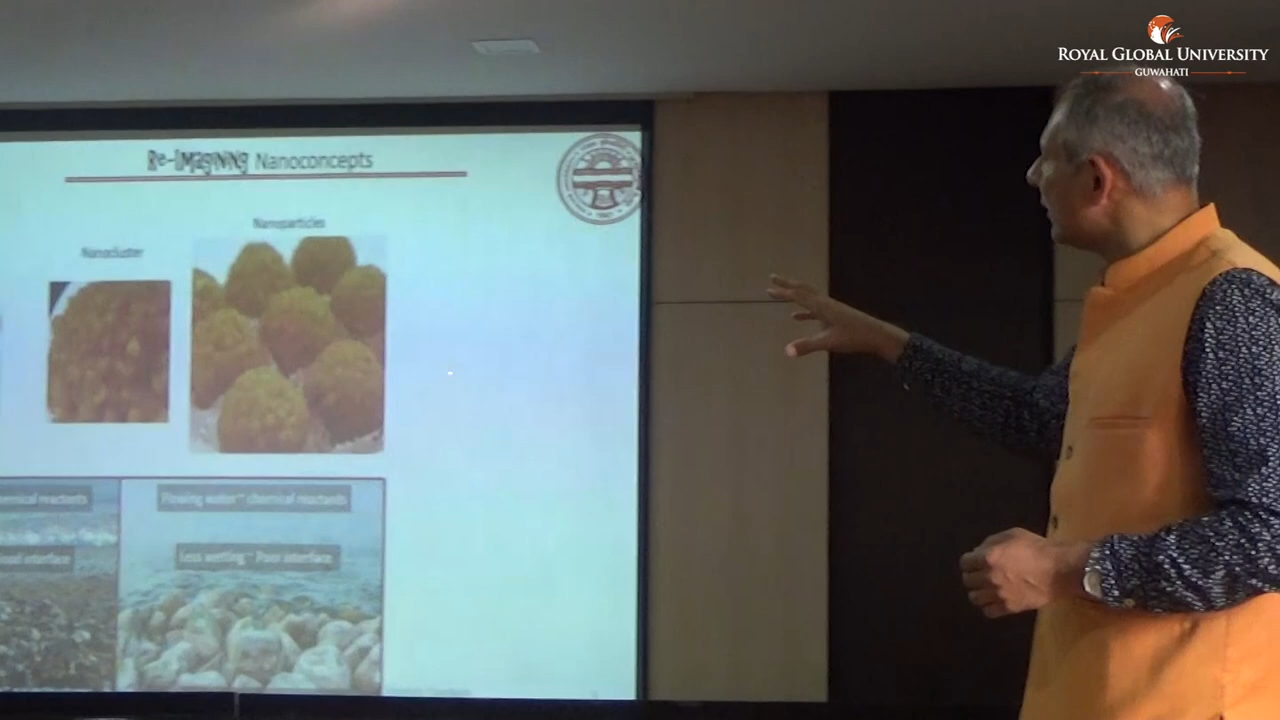 ROYAL GLOBAL UNIVERSITY
GUWAHATI
Re-IMagiNiNg Nanoconcepts
Nanoparticles
Nanocluster
chemical reactants
Flowing water~ chemical reactants
interface
Less wetting~ Poor interface